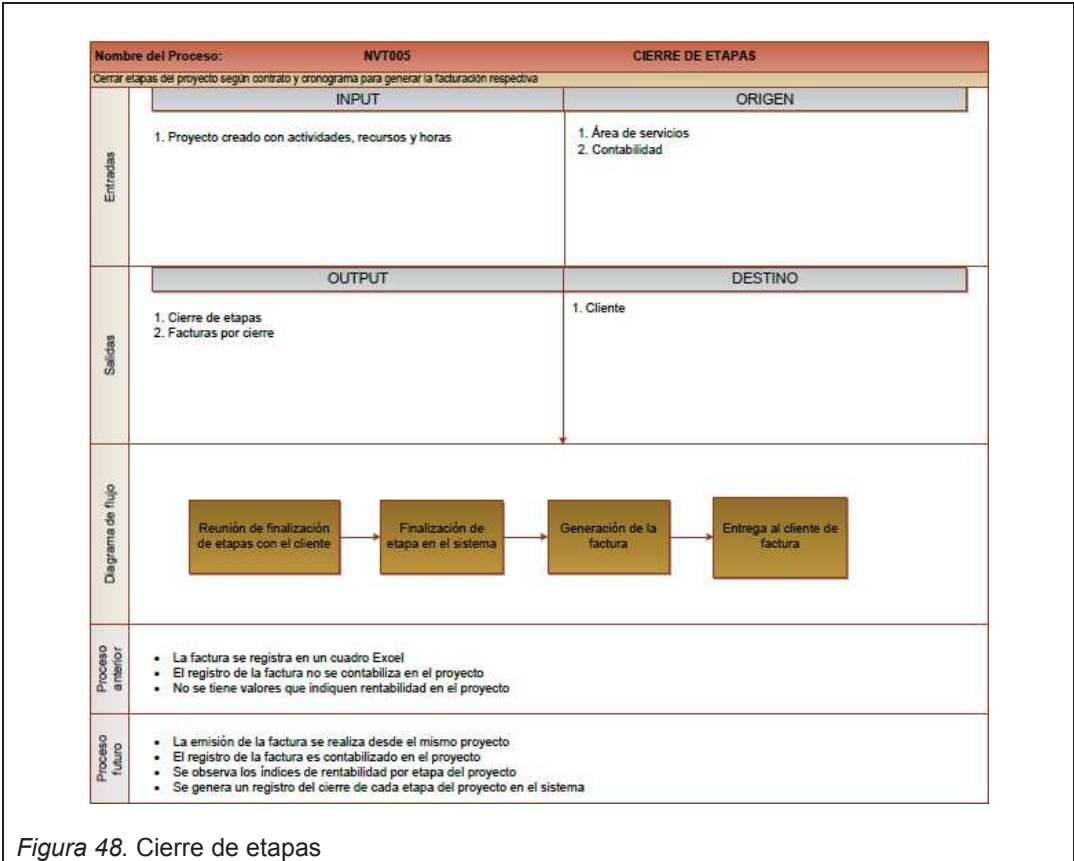 Nombre del Proceso: NVT005 CIERRE DE ETAPAS
Cerrar etapas del proyecto según contrato y cronograma para generar la facturación respectiva
Entradas
INPUT
ORIGEN
1. Proyecto creado con actividades, recursos y horas
1. Área de servicios
2. Contabilidad
Salidas
OUTPUT
DESTINO
1. Cierre de etapas
2. Facturas por cierre
1. Cliente
Diagrama de flujo
Reunión de finalización
de etapas con el cliente
Finalización de
etapa en el sistema
Generación de la
factura
Entrega al cliente de
factura
Proceso
anterior
• La factura se registra en un cuadro Excel
• El registro de la factura no se contabiliza en el proyecto
• No se tiene valores que indiquen rentabilidad en el proyecto
Proceso
futuro
• La emisión de la factura se realiza desde el mismo proyecto
• El registro de la factura es contabilizado en el proyecto
• Se observa los índices de rentabilidad por etapa del proyecto
• Se genera un registro del cierre de cada etapa del proyecto en el sistema
Figura 48. Cierre de etapas